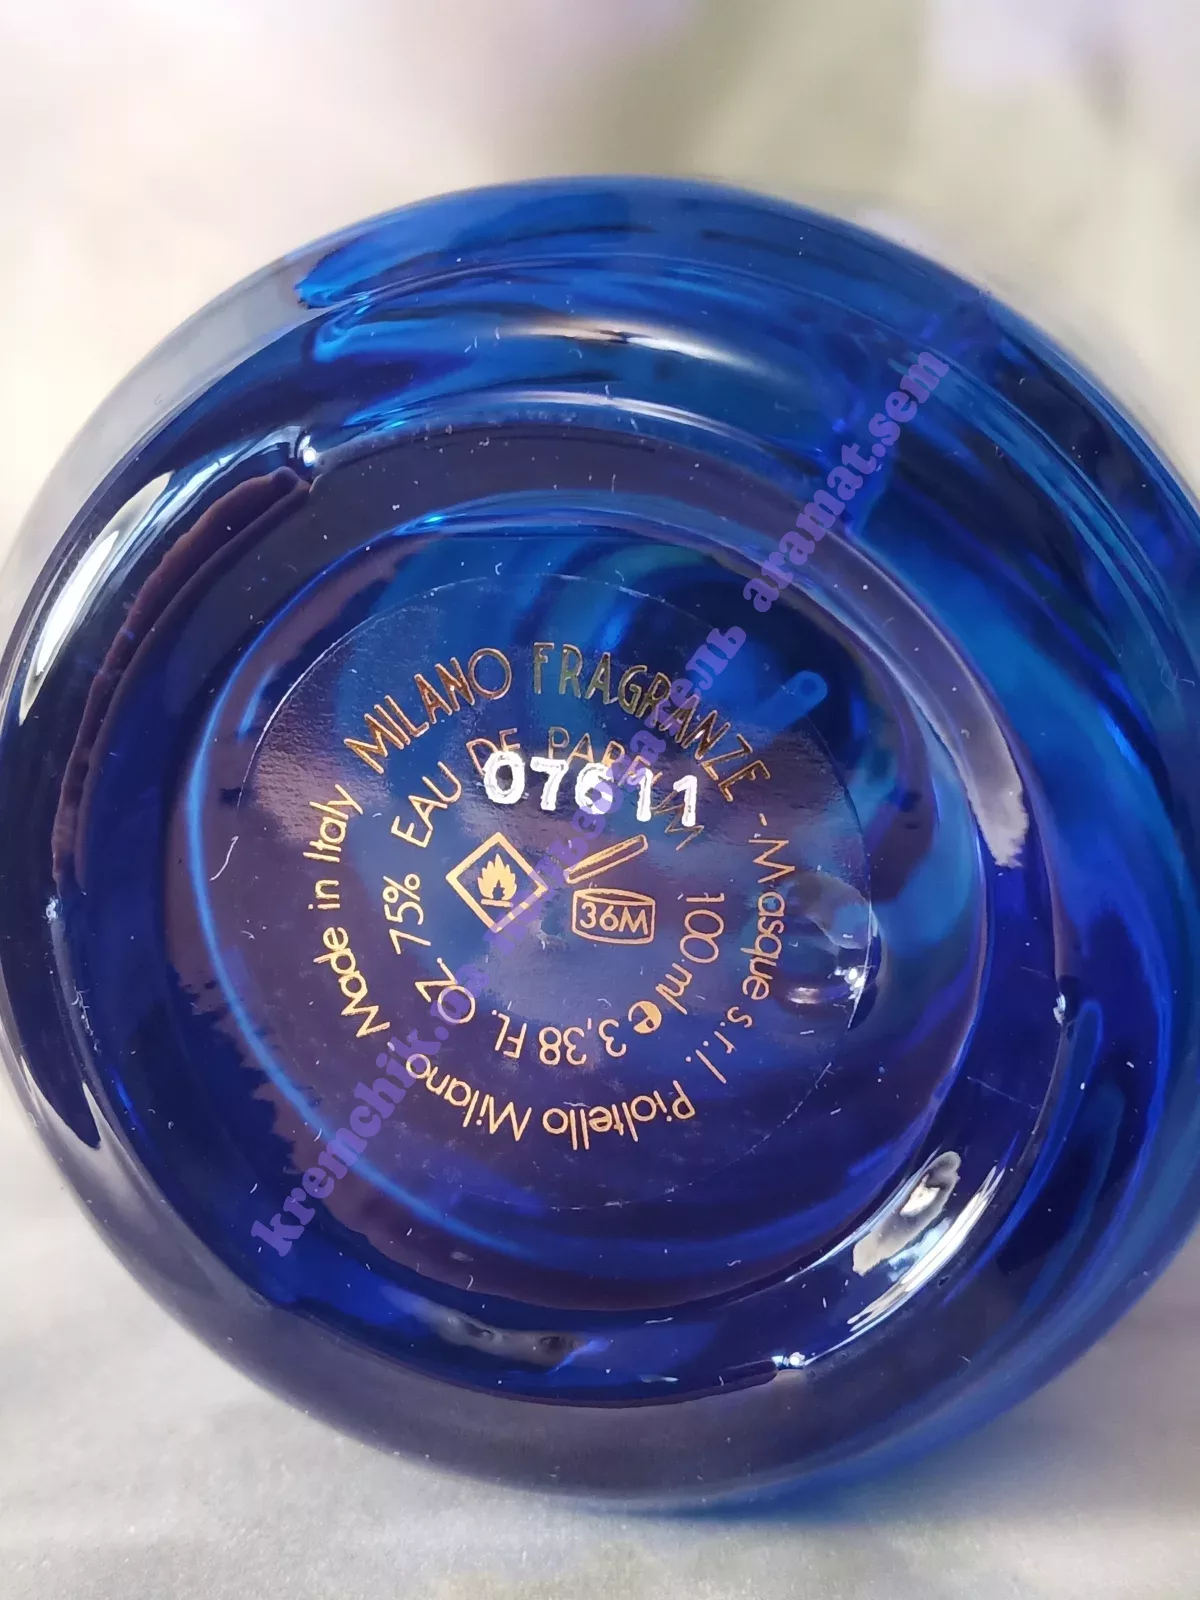 MILANO FRAGRANZE - Masque s.r.l. Pioltello Milano Made in Italy
75% EAU DE PARFUM
100 ml e 3,38 FL. OZ.
07611
36M
aramat.sem
kremchik.